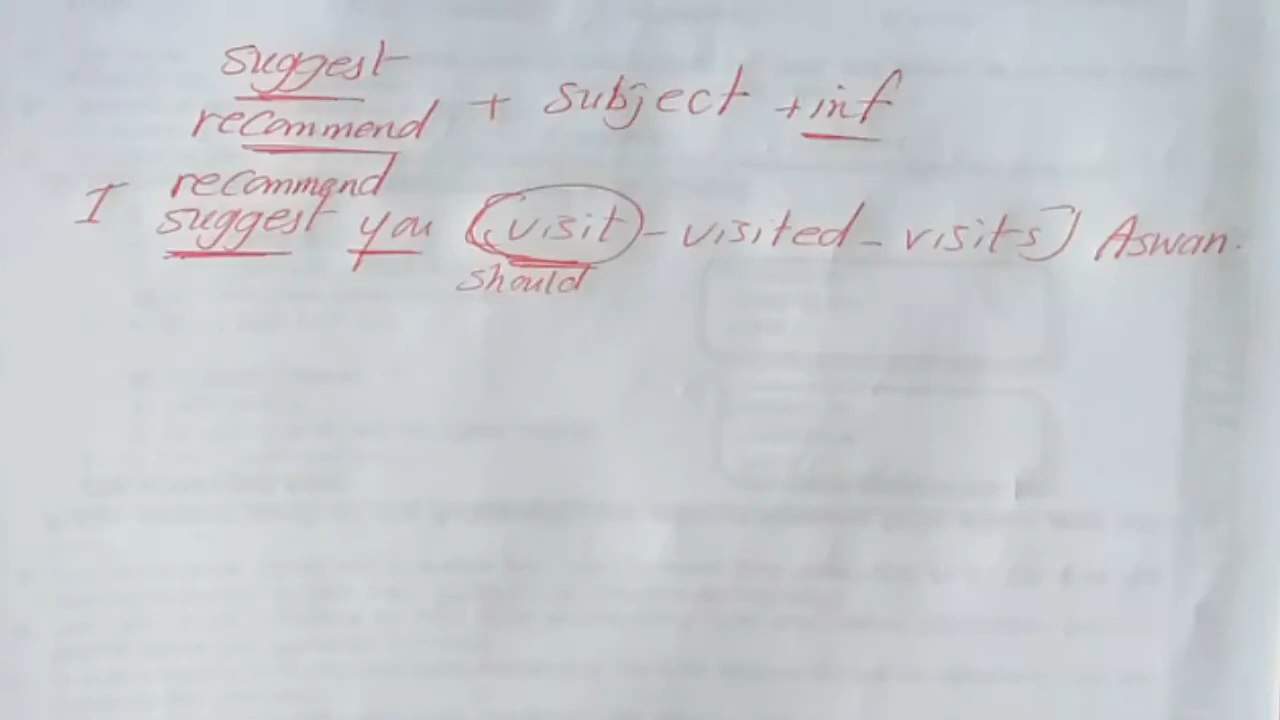 suggest
recommend + subject + inf
recommend
I suggest you (visit - visited - visits) Aswan.
should